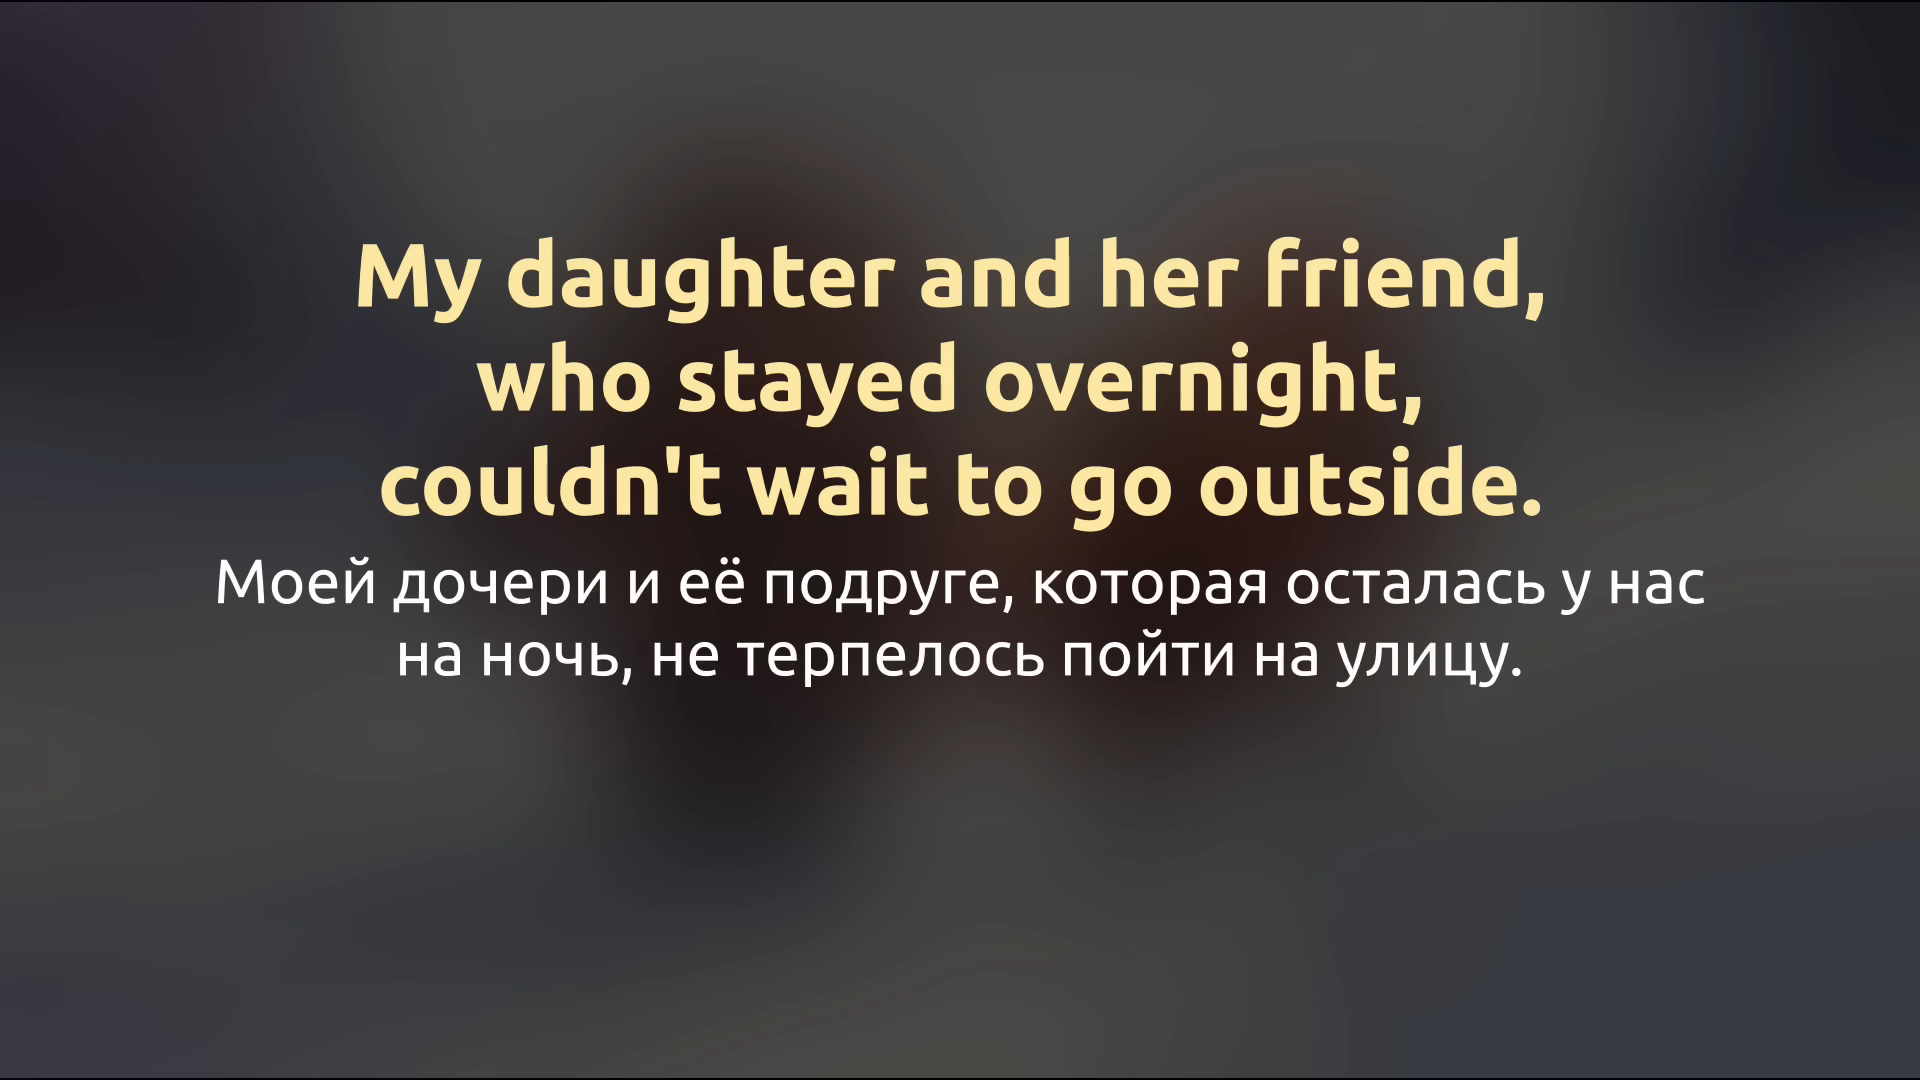 My daughter and her friend,
who stayed overnight,
couldn't wait to go outside.
Моей дочери и её подруге, которая осталась у нас
на ночь, не терпелось пойти на улицу.